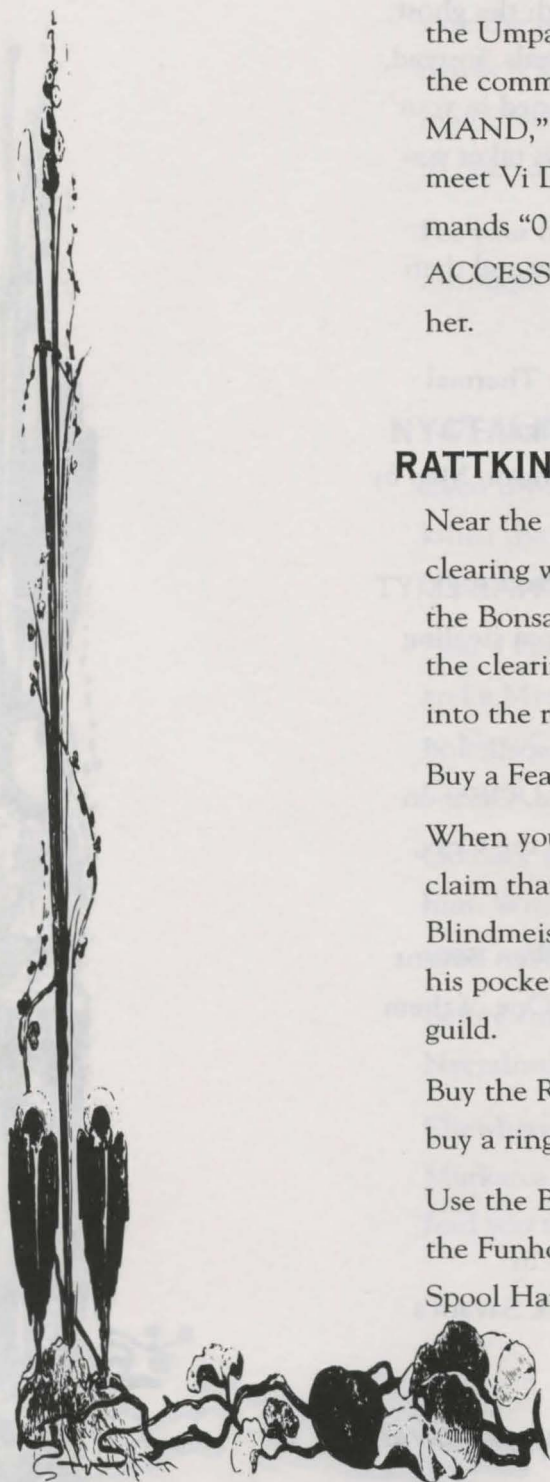 the Umpa
the comm
MAND,"
meet Vi D
mands "0
ACCESS
her.
RATTKIN
Near the
clearing w
the Bonsa
the cleari
into the r
Buy a Fea
When you
claim tha
Blindmeis
his pocke
guild.
Buy the R
buy a ring
Use the B
the Funho
Spool Ha